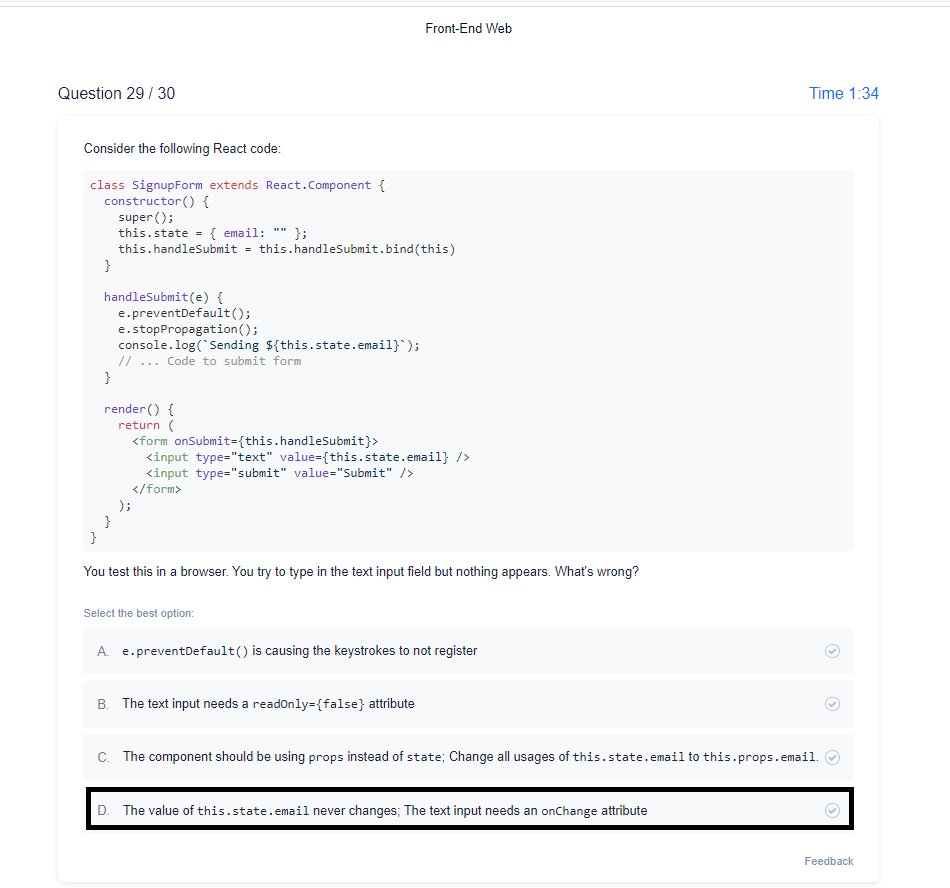 Front-End Web
Question 29 / 30
Time 1:34
Consider the following React code:
class SignupForm extends React.Component {
  constructor() {
    super();
    this.state = { email: "" };
    this.handleSubmit = this.handleSubmit.bind(this)
  }
  handleSubmit(e) {
    e.preventDefault();
    e.stopPropagation();
    console.log(`Sending ${this.state.email}`);
    // ... Code to submit form
  }
  render() {
    return (
      <form onSubmit={this.handleSubmit}>
        <input type="text" value={this.state.email} />
        <input type="submit" value="Submit" />
      </form>
    );
  }
}
You test this in a browser. You try to type in the text input field but nothing appears. What's wrong?
Select the best option:
A. e.preventDefault() is causing the keystrokes to not register
B. The text input needs a readOnly={false} attribute
C. The component should be using props instead of state; Change all usages of this.state.email to this.props.email.
D. The value of this.state.email never changes; The text input needs an onChange attribute
Feedback